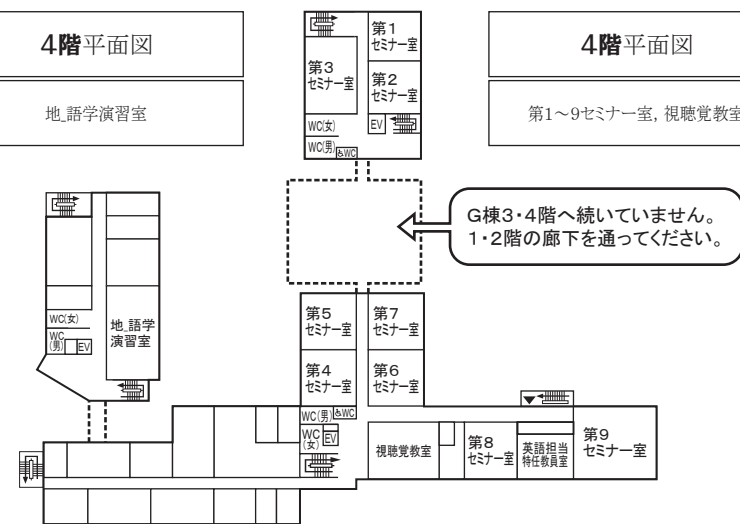 4階平面図
地_語学演習室
4階平面図
第1～9セミナー室, 視聴覚教室
第1
セミナー室
第3
セミナー室
第2
セミナー室
WC(女)
EV
WC(男)
WC
G棟3・4階へ続いていません。
1・2階の廊下を通ってください。
第5
セミナー室
第7
セミナー室
第4
セミナー室
第6
セミナー室
WC(女)
WC
(男)
EV
地_語学
演習室
WC(男)
WC
WC
(女)
EV
視聴覚教室
第8
セミナー室
英語担当
特任教員室
第9
セミナー室